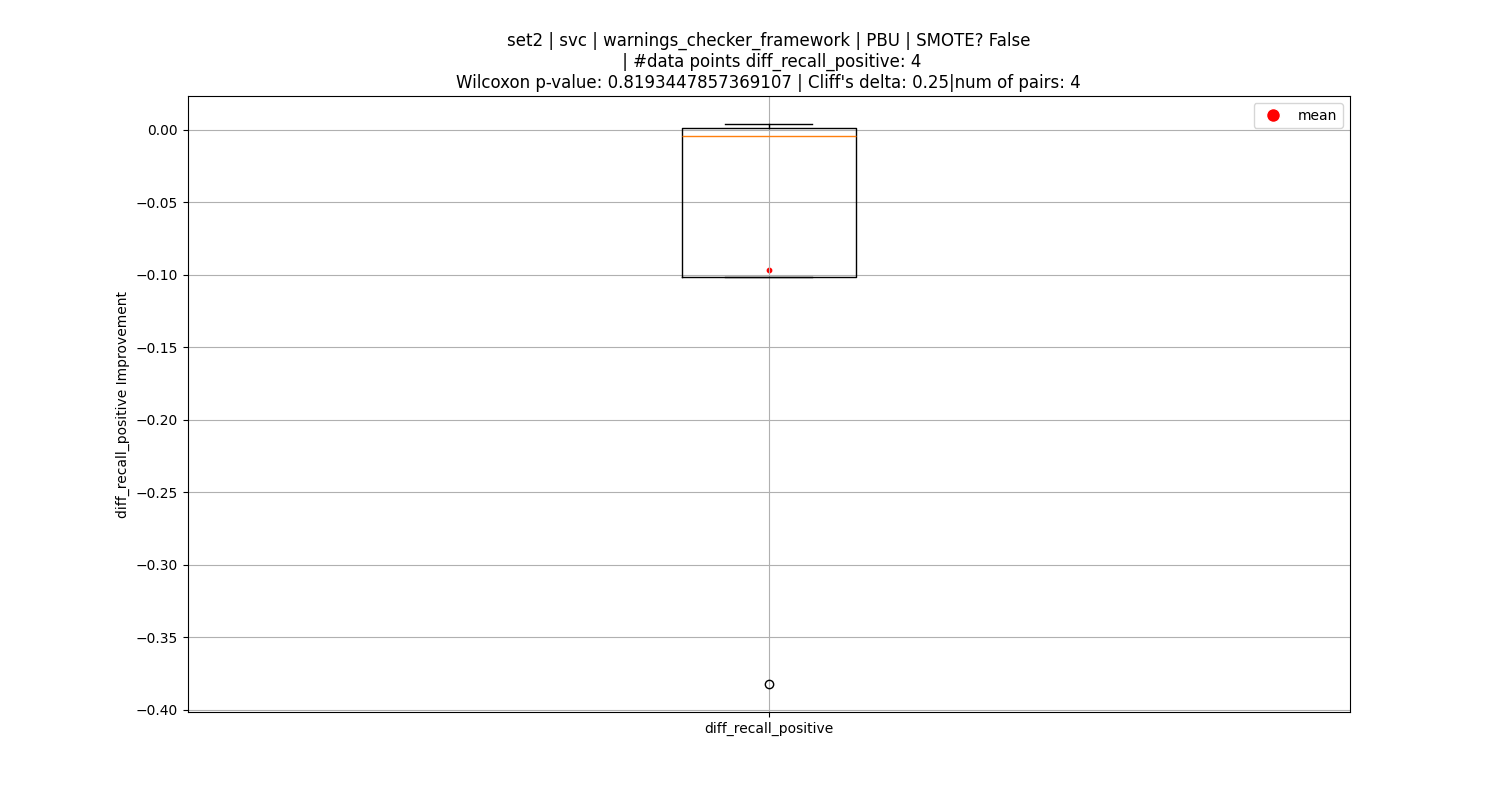 set2 | svc | warnings_checker_framework | PBU | SMOTE? False
| #data points diff_recall_positive: 4
Wilcoxon p-value: 0.8193447857369107 | Cliff's delta: 0.25|num of pairs: 4
mean
0.00
−0.05
−0.10
−0.15
−0.20
−0.25
−0.30
−0.35
−0.40
diff_recall_positive Improvement
diff_recall_positive